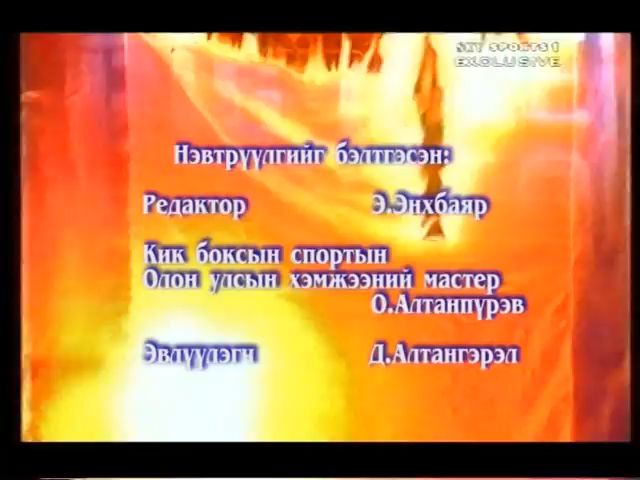 SKY SPORTS 1
EXCLUSIVE
Нэвтрүүлгийг бэлтгэсэн:
Редактор Э.Энхбаяр
Кик боксын спортын
Олон улсын хэмжээний мастер
О.Алтанпүрэв
Эвлүүлэгч Д.Алтангэрэл